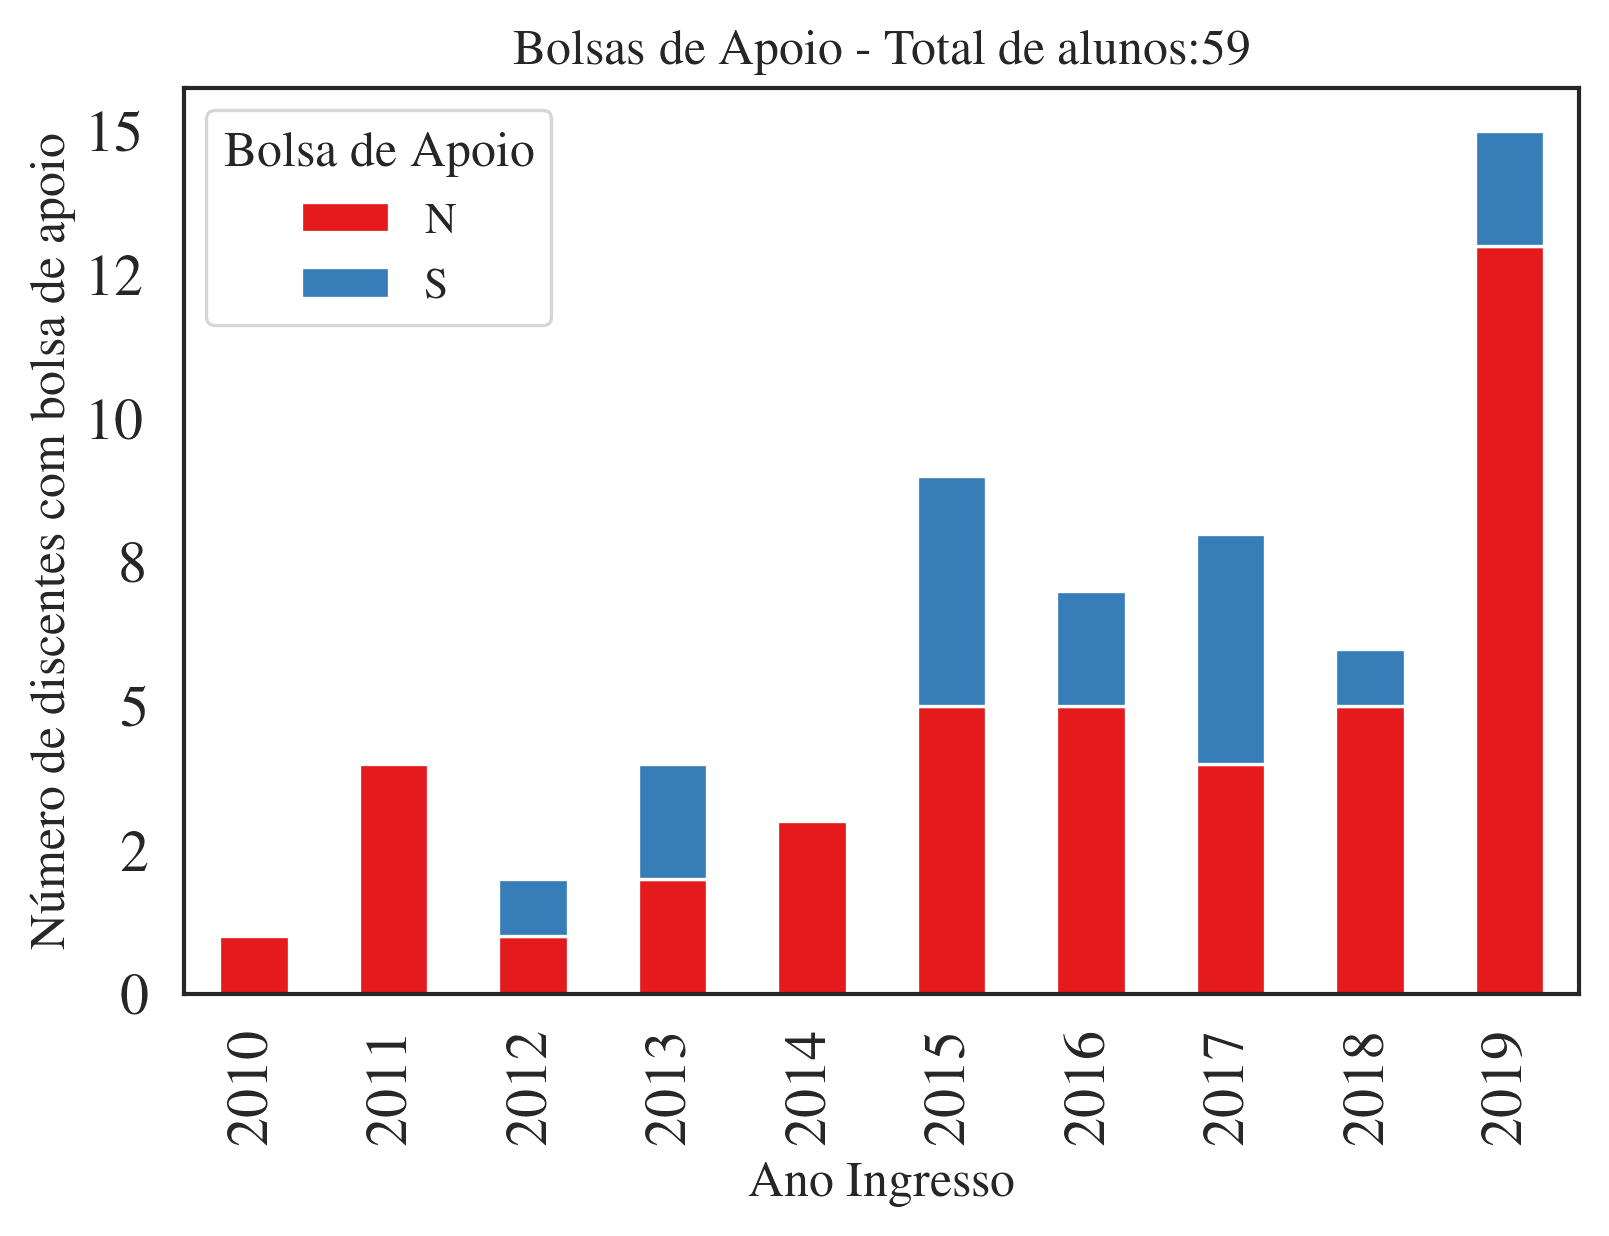 Bolsas de Apoio - Total de alunos:59
Bolsa de Apoio
N
S
Número de discentes com bolsa de apoio
15
12
10
8
5
2
0
2010
2011
2012
2013
2014
2015
2016
2017
2018
2019
Ano Ingresso